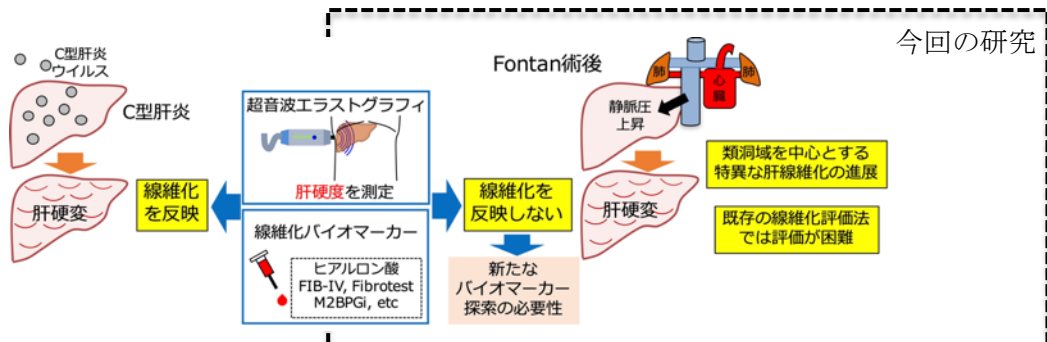 今回の研究
C型肝炎
ウイルス
C型肝炎
肝硬変
線維化
を反映
超音波エラストグラフィ
肝硬度を測定
線維化バイオマーカー
ヒアルロン酸
FIB-IV, Fibrotest
M2BPGi, etc
線維化を
反映しない
新たな
バイオマーカー
探索の必要性
Fontan術後
肺
心
臓
肺
静脈圧
上昇
肝硬変
類洞域を中心とする
特異な肝線維化の進展
既存の線維化評価法
では評価が困難